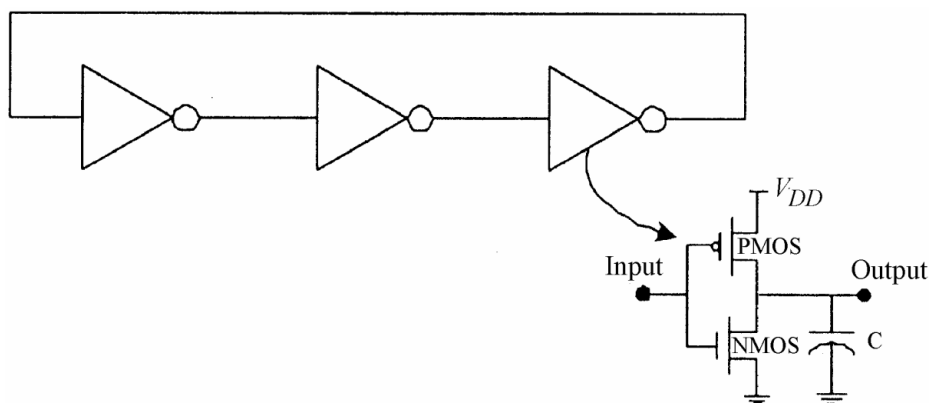 V_DD
PMOS
Input
Output
NMOS
C